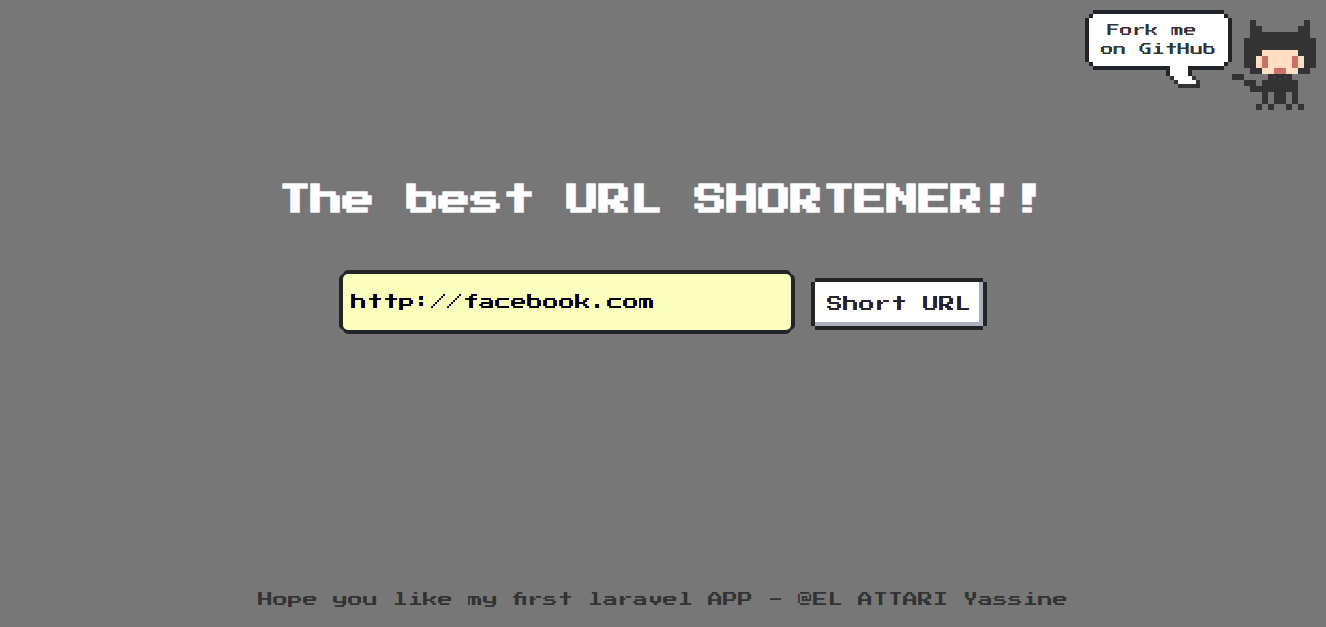 Fork me
on GitHub
The best URL SHORTENER!!
http://facebook.com
Short URL
Hope you like my first laravel APP - @EL ATTARI Yassine